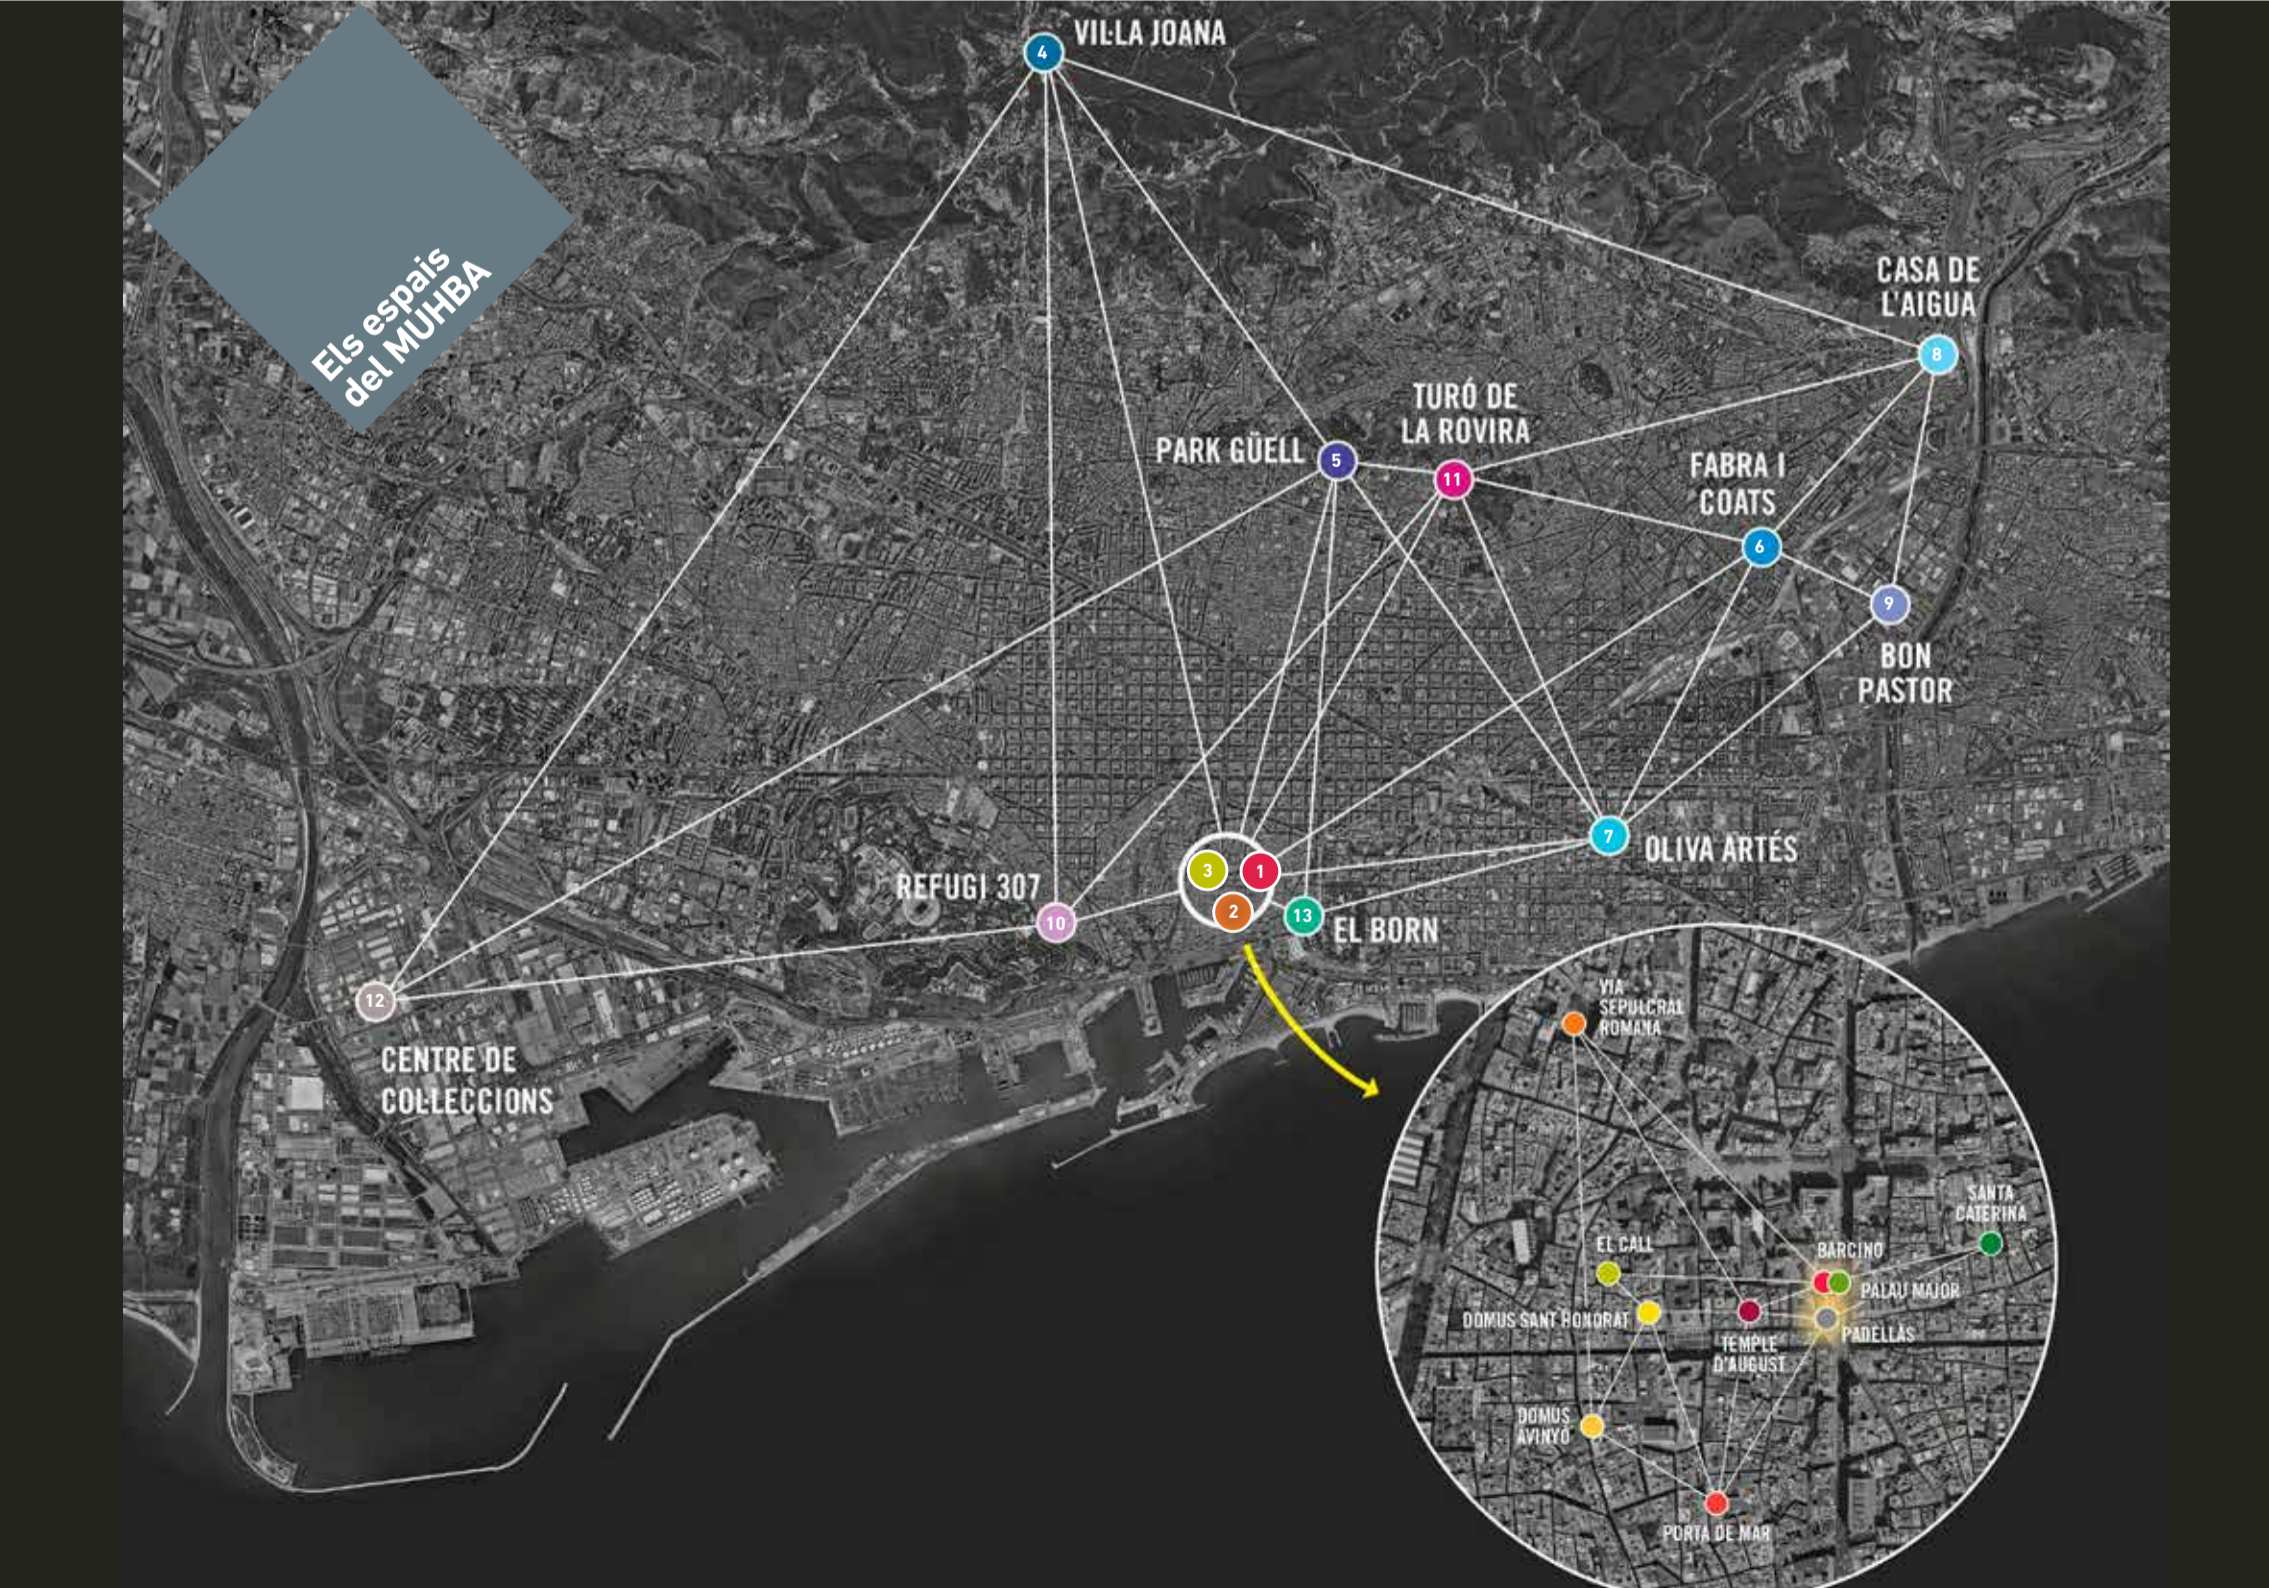 Els espais
del MUHBA
4
VIL·LA JOANA
CASA DE
L'AIGUA
8
TURÓ DE
LA ROVIRA
PARK GÜELL
5
11
FABRA I
COATS
6
9
BON
PASTOR
7
OLIVA ARTÉS
3
1
2
13
EL BORN
REFUGI 307
10
12
CENTRE DE
COL·LECCIONS
VIA
SEPULCRAL
ROMANA
SANTA
CATERINA
EL CALL
BARCINO
PALAU MAJOR
DOMUS SANT HONORAT
PADELLÀS
TEMPLE
D'AUGUST
DOMUS
AVINYÓ
PORTA DE MAR